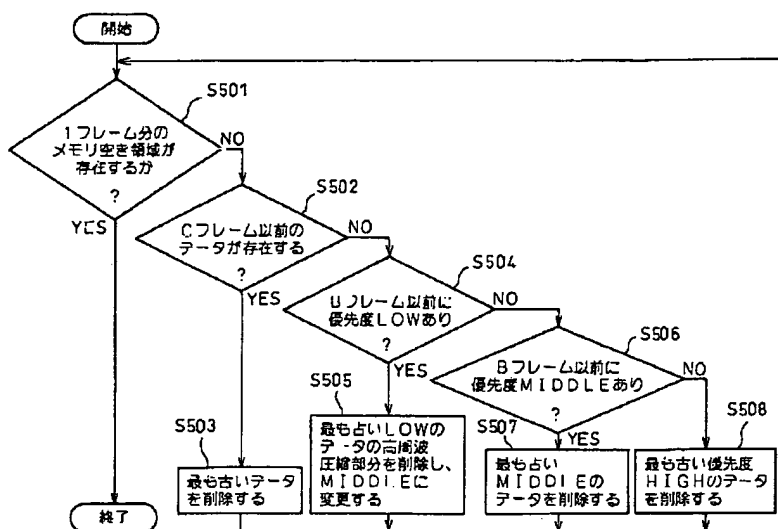 開始
S501
1フレーム分の
メモリ空き領域が
存在するか
?
NO
YES
S502
Cフレーム以前の
データが存在する
?
NO
YES
S504
Bフレーム以前に
優先度LOWあり
?
NO
YES
S506
Bフレーム以前に
優先度MIDDLEあり
?
NO
YES
S503
最も古いデータ
を削除する
S505
最も古いLOWの
データの高周波
圧縮部分を削除し、
MIDDLEに
変更する
S507
最も古い
MIDDLEの
データを削除する
S508
最も古い優先度
HIGHのデータ
を削除する
終了